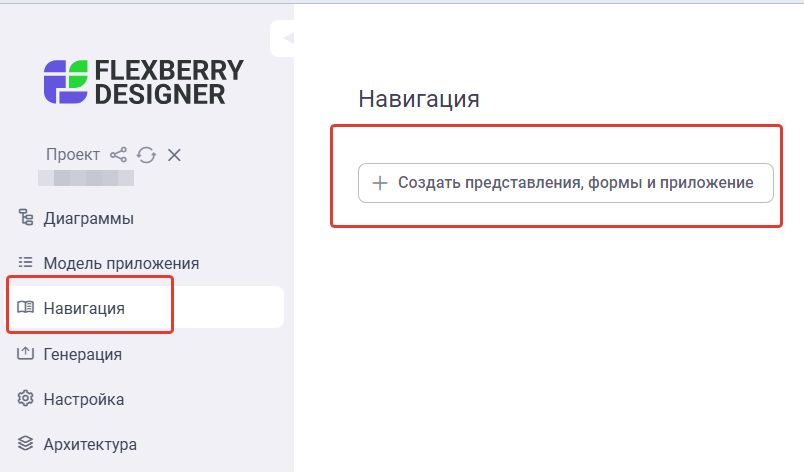 FLEXBERRY
DESIGNER
Проект
Диаграммы
Модель приложения
Навигация
Генерация
Настройка
Архитектура
Навигация
Создать представления, формы и приложение